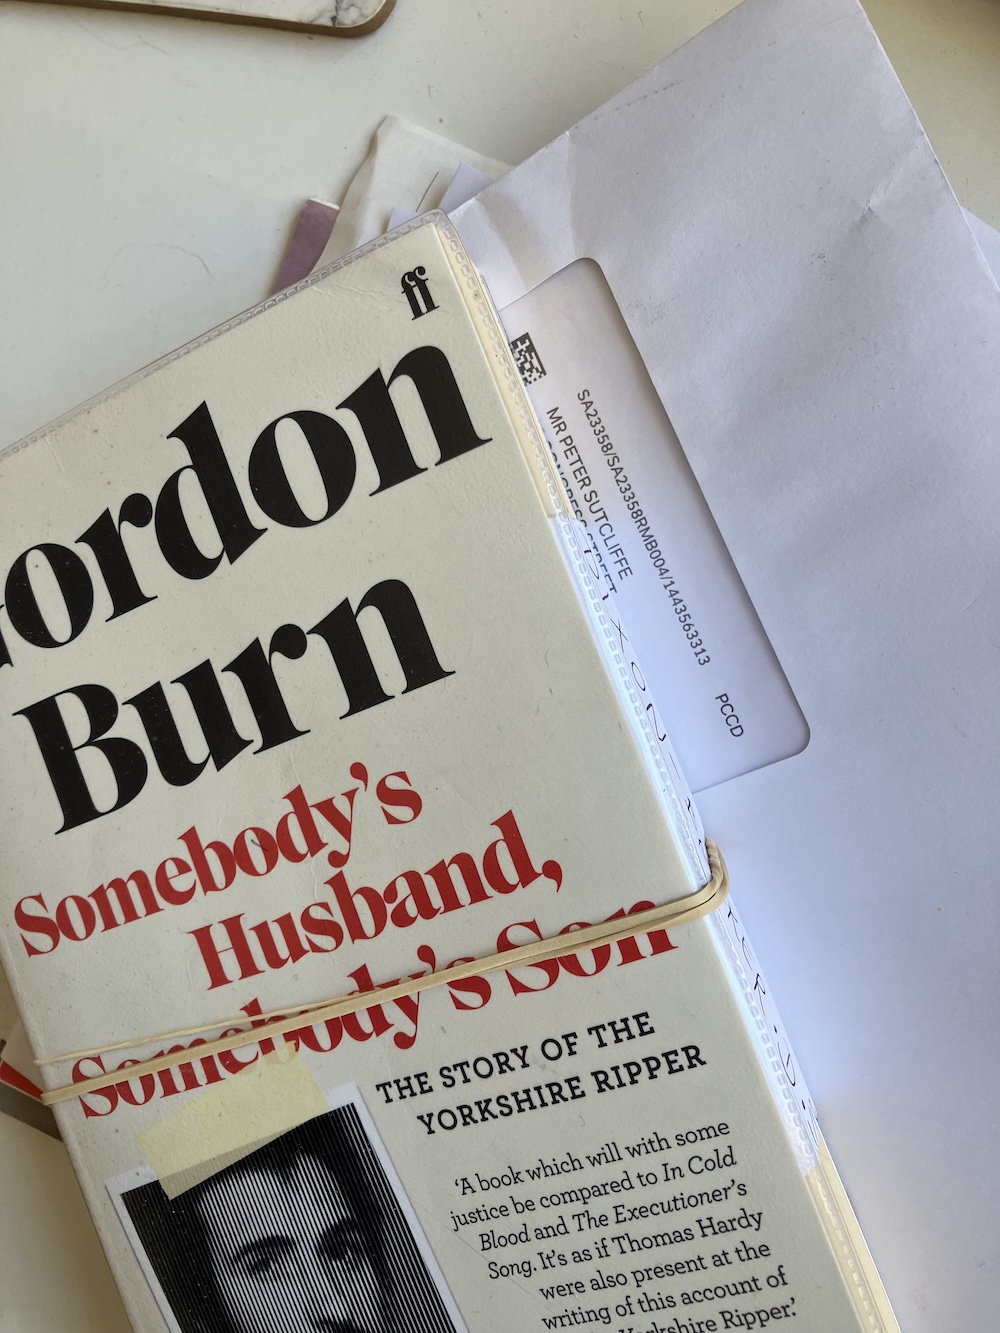 ff
Gordon
Burn
Somebody's
Husband,
Somebody's Son
THE STORY OF THE
YORKSHIRE RIPPER
'A book which will with some
justice be compared to In Cold
Blood and The Executioner's
Song. It's as if Thomas Hardy
were also present at the
writing of this account of
Yorkshire Ripper.'
SA23358/SA23358RMB004/1443563313 PCCD
MR PETER SUTCLIFFE
STREET